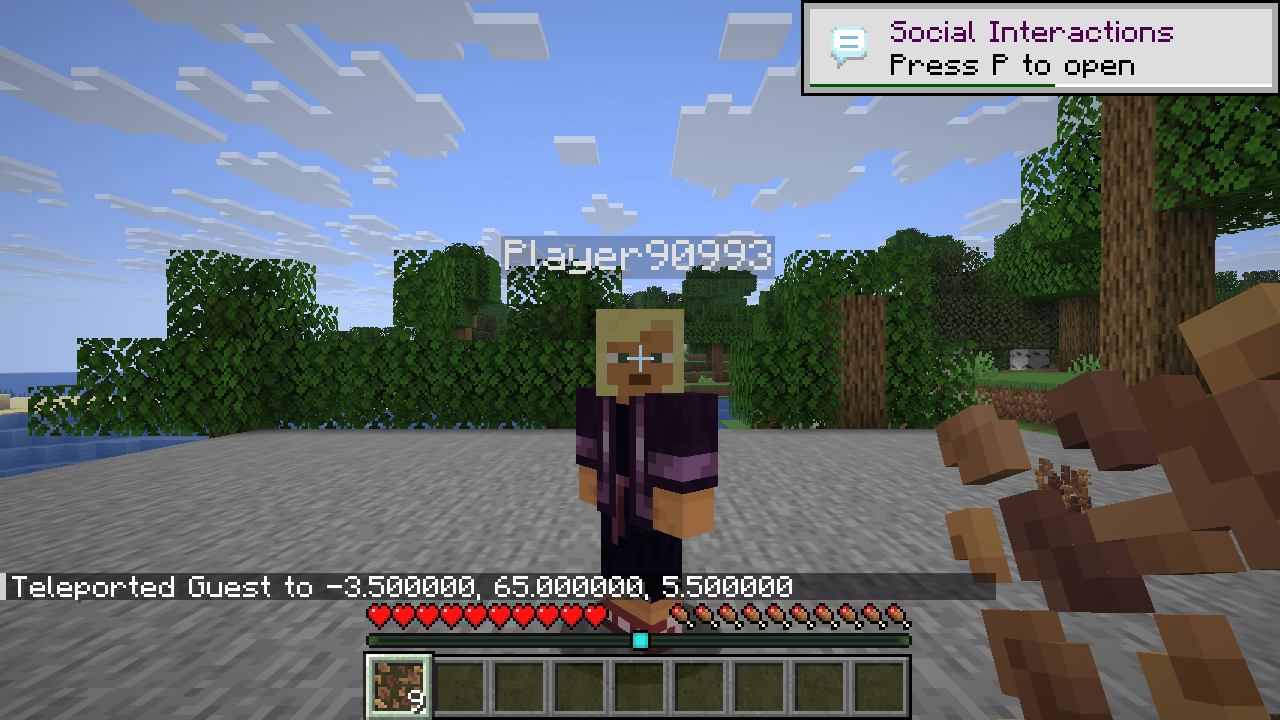 Social Interactions
Press P to open
Player90993
Teleported Guest to -3.500000, 65.000000, 5.500000
9